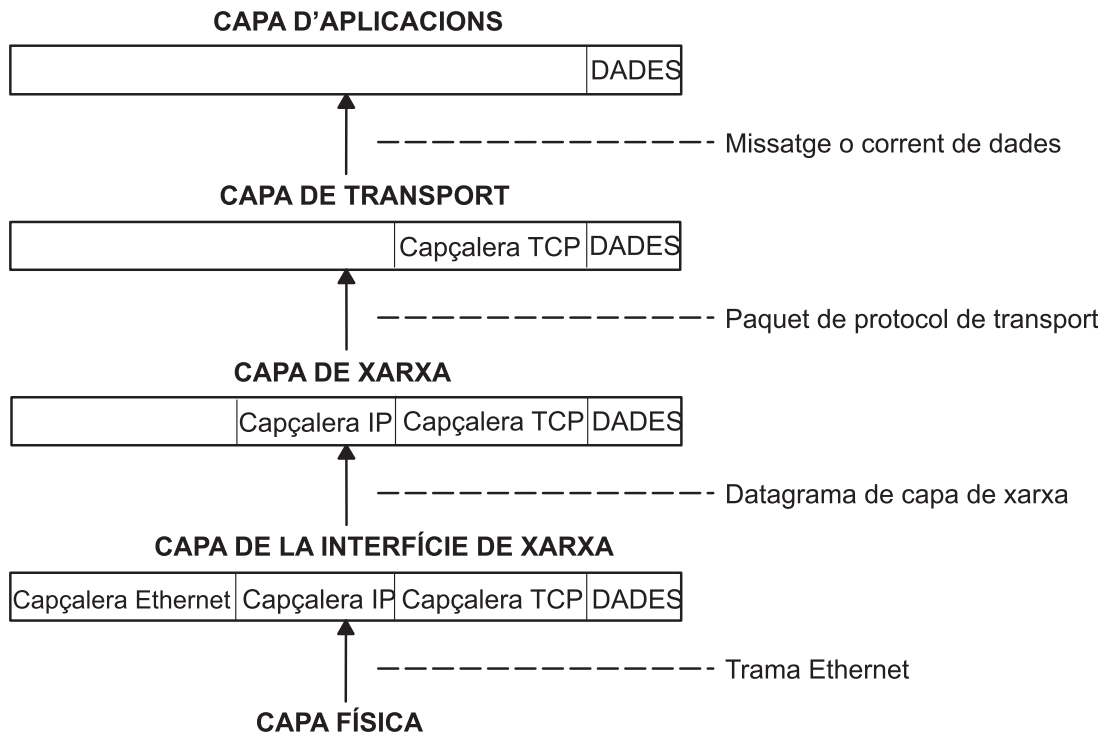 CAPA D’APLICACIONS
DADES
Missatge o corrent de dades
CAPA DE TRANSPORT
Capçalera TCP DADES
Paquet de protocol de transport
CAPA DE XARXA
Capçalera IP Capçalera TCP DADES
Datagrama de capa de xarxa
CAPA DE LA INTERFÍCIE DE XARXA
Capçalera Ethernet Capçalera IP Capçalera TCP DADES
Trama Ethernet
CAPA FÍSICA